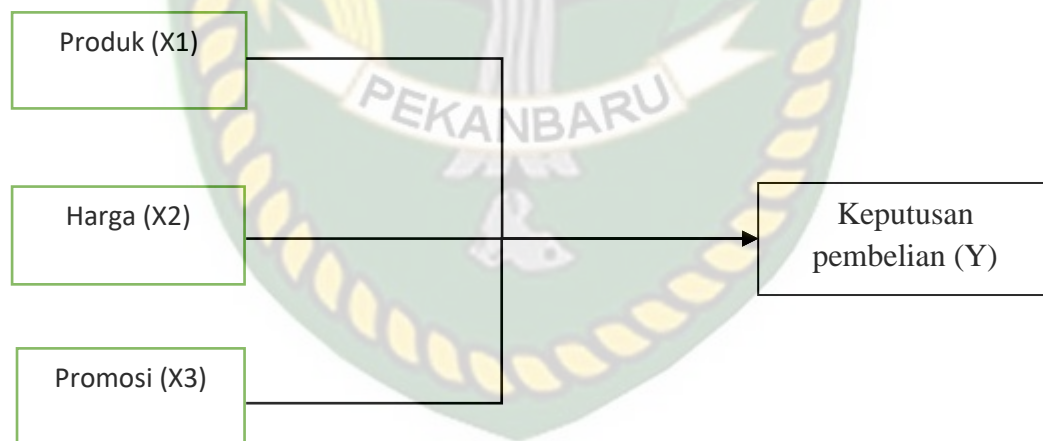 Produk (X1)
PEKANBARU
Harga (X2)
Keputusan
pembelian (Y)
Promosi (X3)